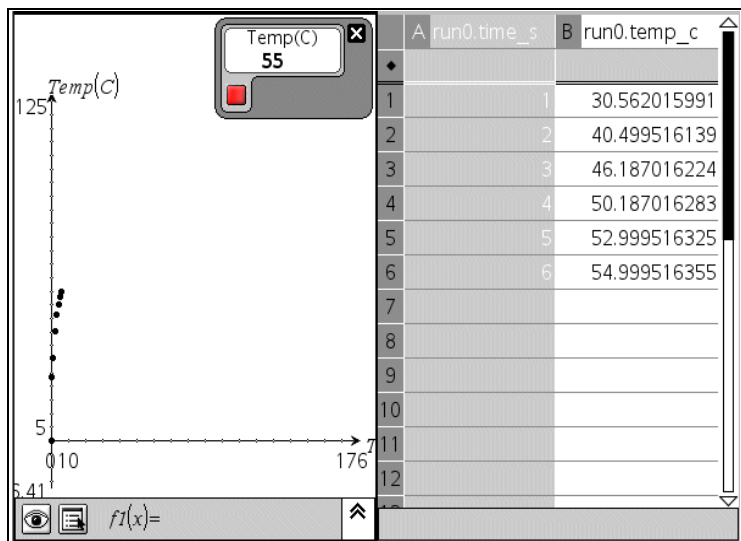 Temp(C)
55
Temp(C)
125
5
010
176
6.41
f1(x)=
A run0.time_s B run0.temp_c
1 1 30.562015991
2 2 40.499516139
3 3 46.187016224
4 4 50.187016283
5 5 52.999516325
6 6 54.999516355
7
8
9
10
11
12